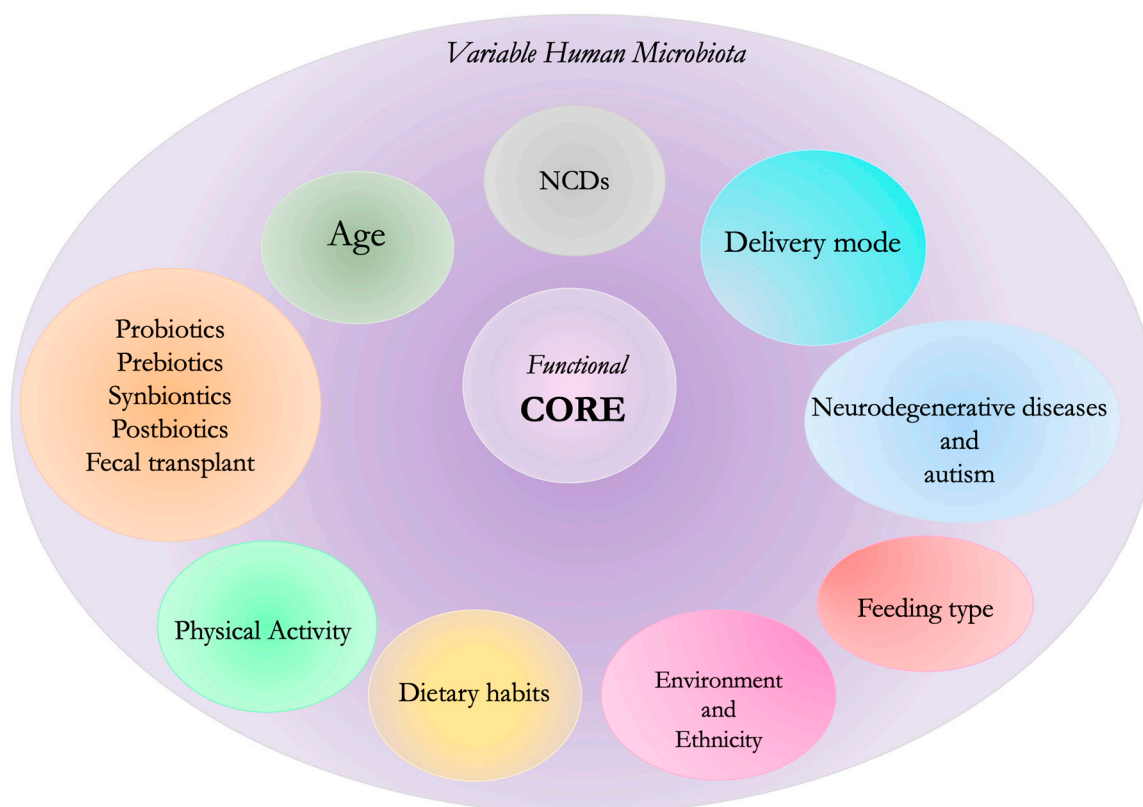 Variable Human Microbiota
NCDs
Age
Delivery mode
Probiotics
Prebiotics
Synbiontics
Postbiotics
Fecal transplant
Functional
CORE
Neurodegenerative diseases
and
autism
Physical Activity
Dietary habits
Environment
and
Ethnicity
Feeding type